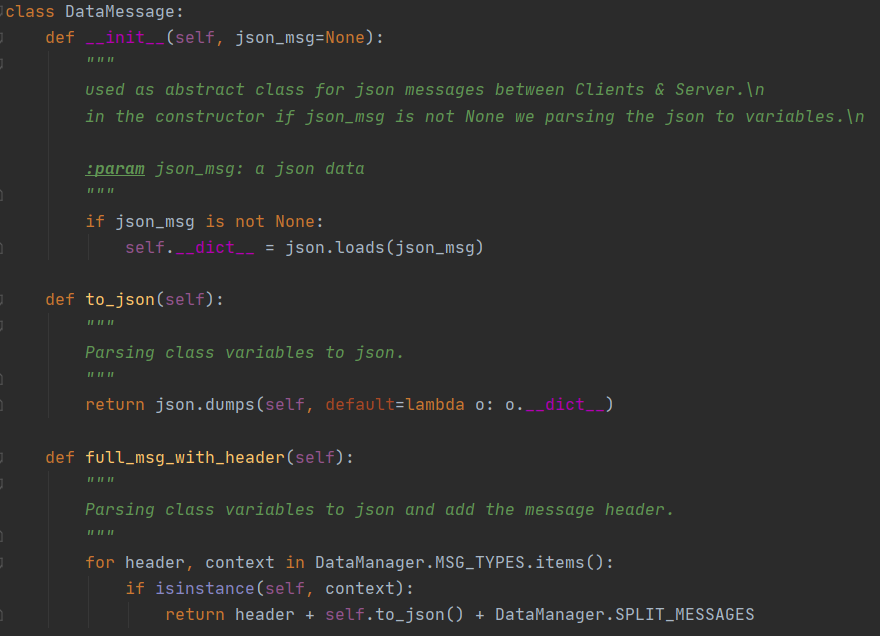 class DataMessage:
    def __init__(self, json_msg=None):
        """
        used as abstract class for json messages between Clients & Server.\n
        in the constructor if json_msg is not None we parsing the json to variables.\n

        :param json_msg: a json data
        """
        if json_msg is not None:
            self.__dict__ = json.loads(json_msg)

    def to_json(self):
        """
        Parsing class variables to json.
        """
        return json.dumps(self, default=lambda o: o.__dict__)

    def full_msg_with_header(self):
        """
        Parsing class variables to json and add the message header.
        """
        for header, context in DataManager.MSG_TYPES.items():
            if isinstance(self, context):
                return header + self.to_json() + DataManager.SPLIT_MESSAGES